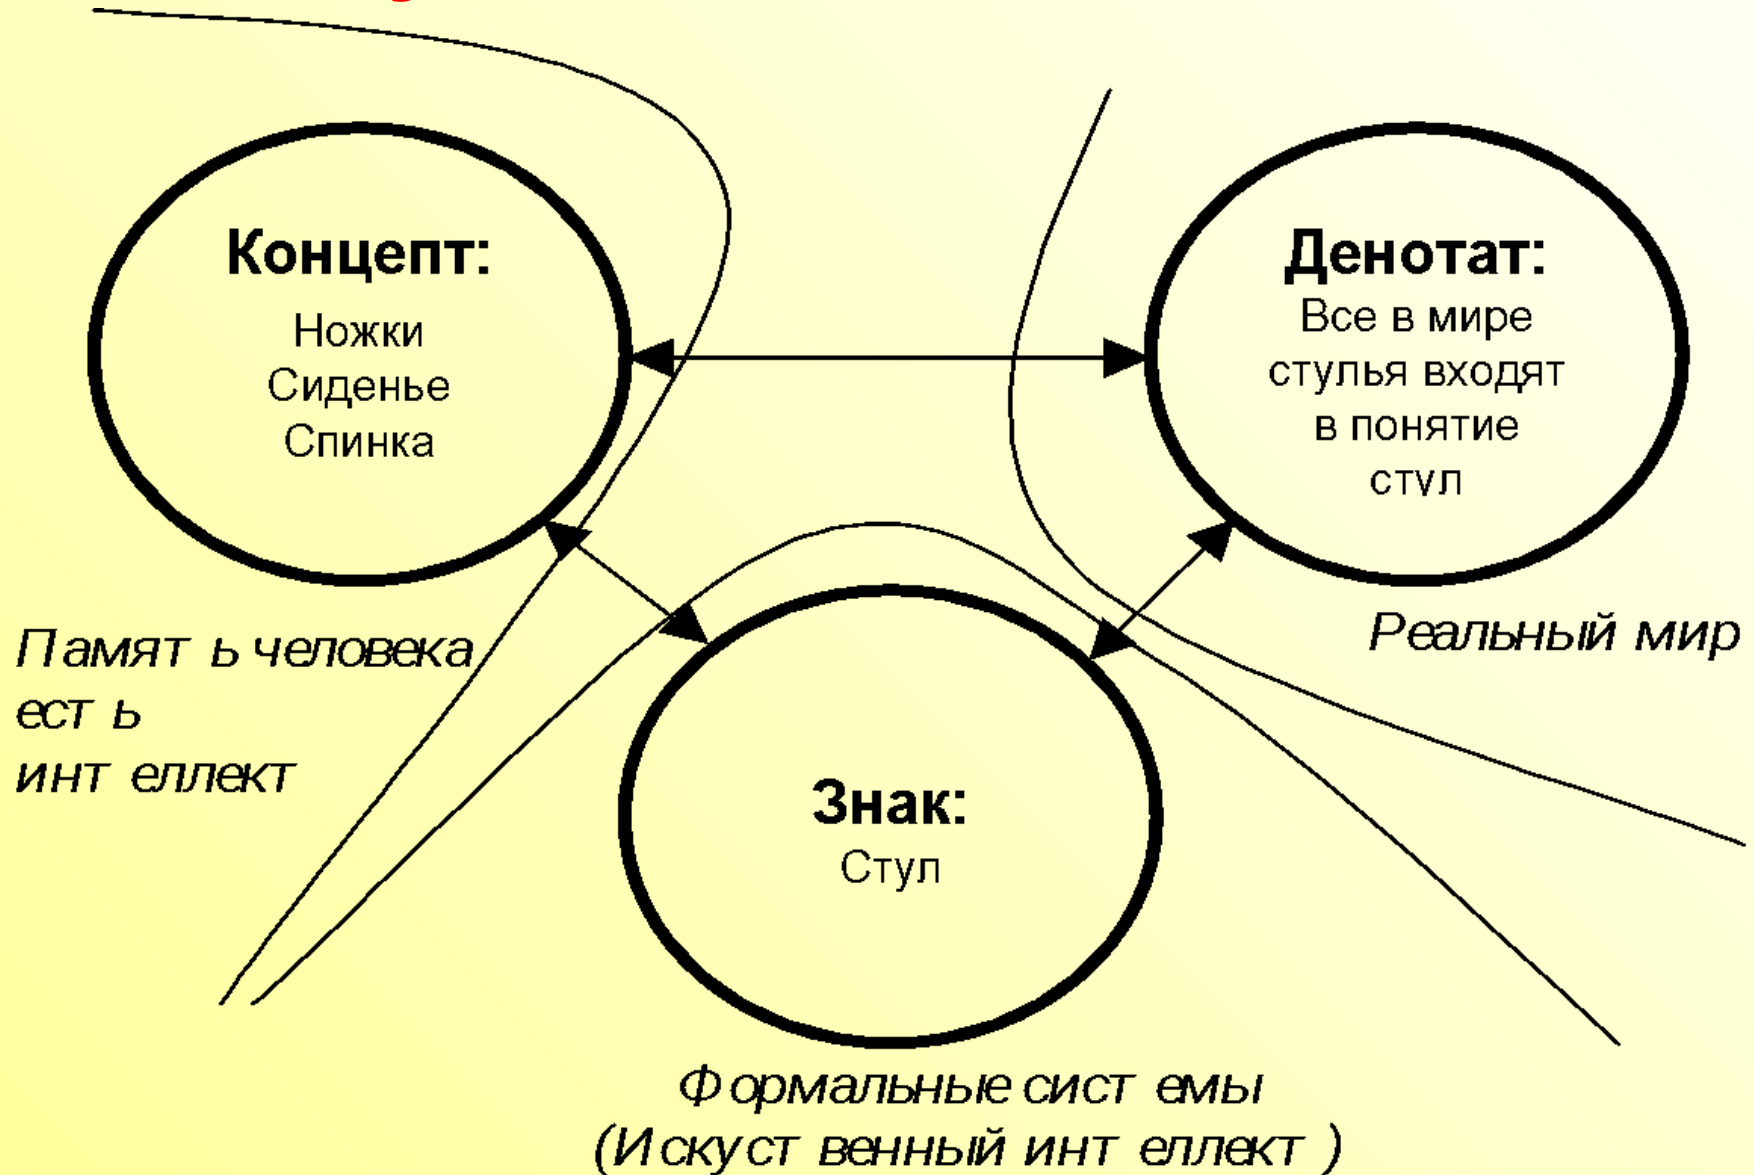 Концепт:
Ножки
Сиденье
Спинка
Денотат:
Все в мире
стулья входят
в понятие
стул
Память человека
есть
интеллект
Реальный мир
Знак:
Стул
Формальные системы
(Искуственный интеллект)